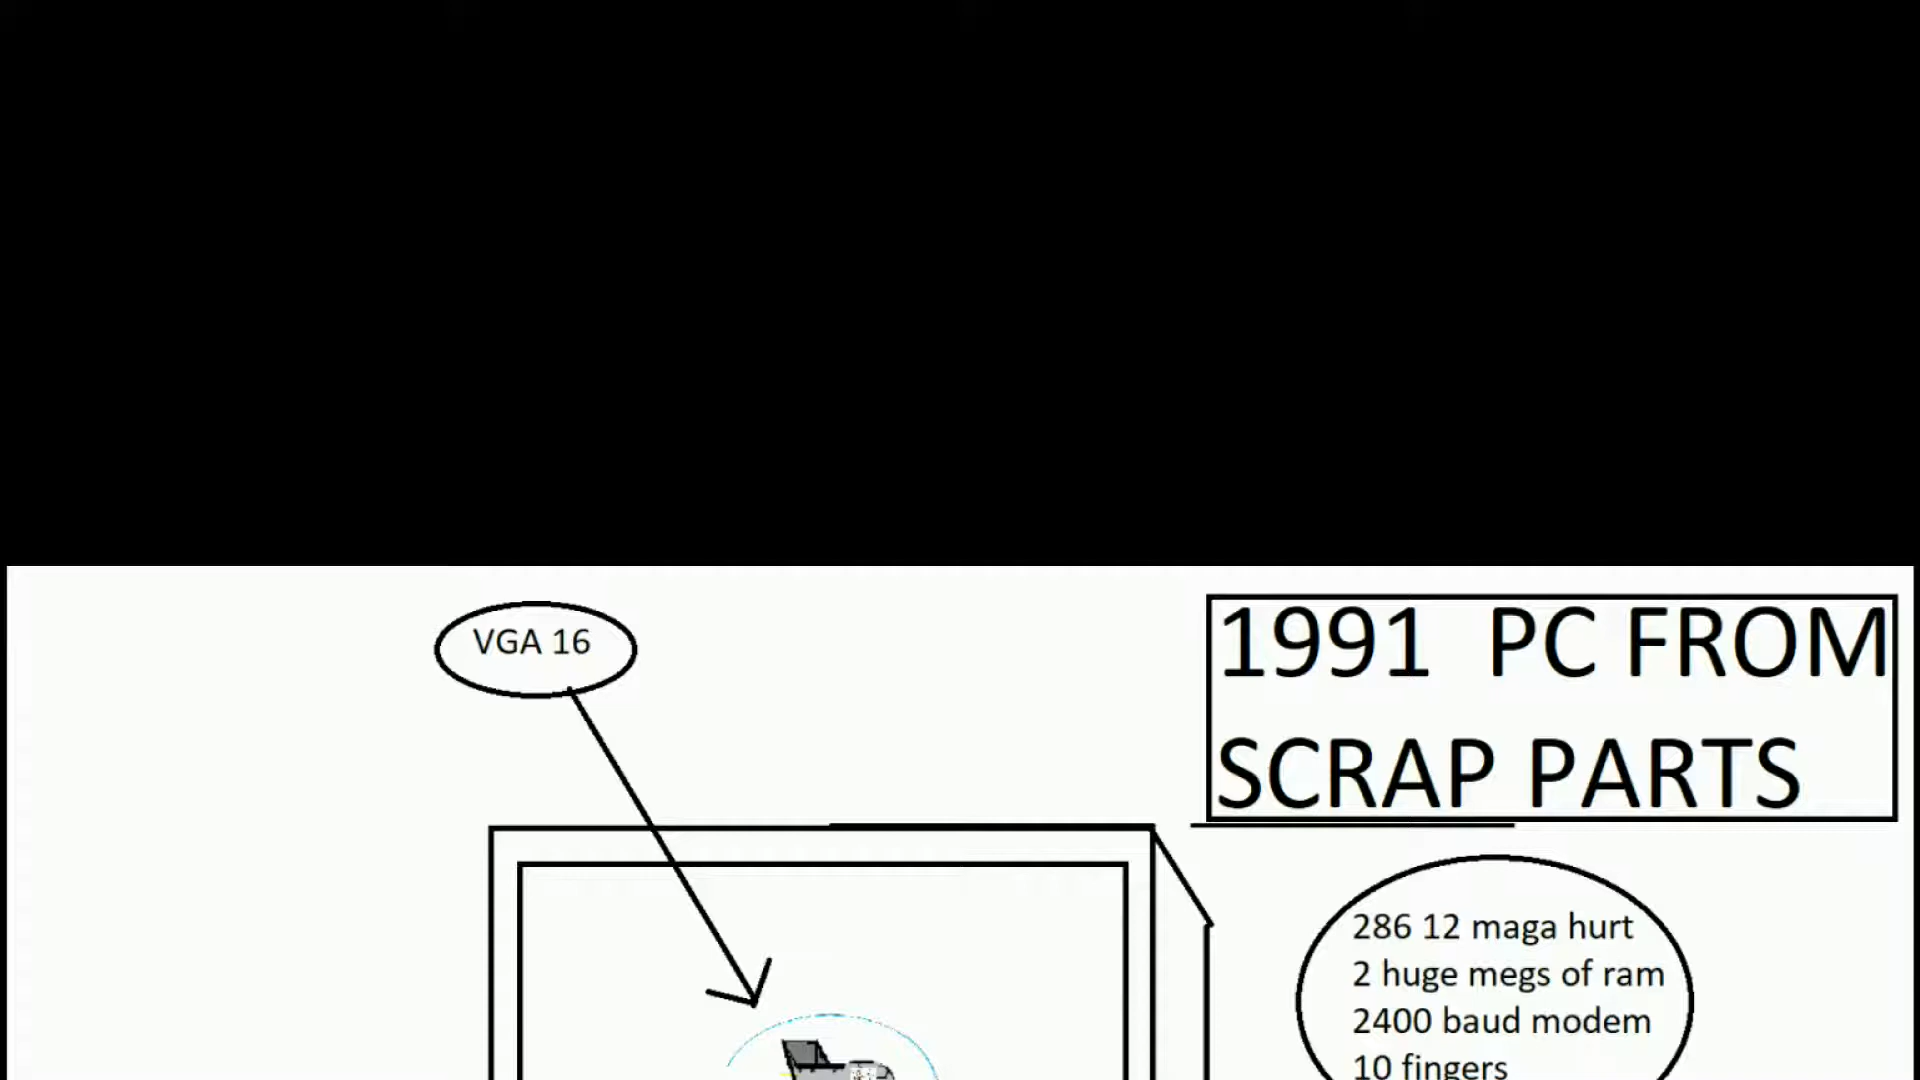 VGA 16
1991 PC FROM
SCRAP PARTS
286 12 maga hurt
2 huge megs of ram
2400 baud modem
10 fingers